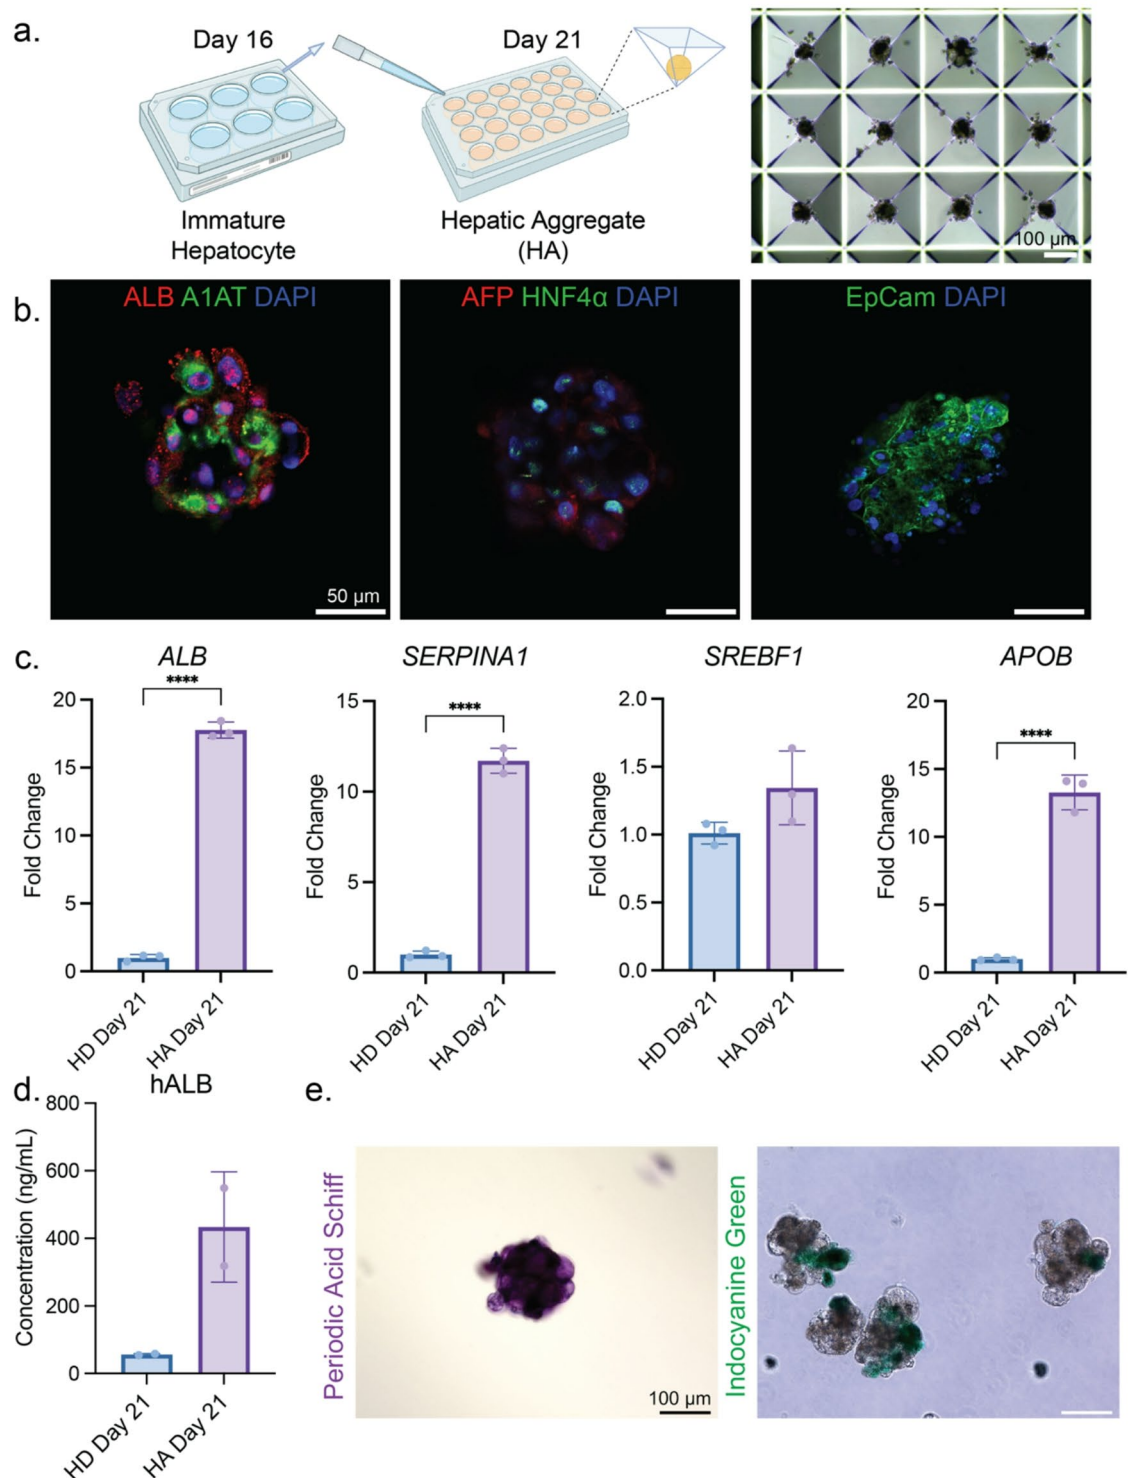 a.
Day 16
Day 21
Immature
Hepatocyte
Hepatic Aggregate
(HA)
100 µm
b.
ALB A1AT DAPI
AFP HNF4α DAPI
EpCam DAPI
50 µm
c.
ALB
SERPINA1
SREBF1
APOB
Fold Change
20
15
10
5
0
****
HD Day 21
HA Day 21
Fold Change
15
10
5
0
****
HD Day 21
HA Day 21
Fold Change
2.0
1.5
1.0
0.5
0.0
HD Day 21
HA Day 21
Fold Change
20
15
10
5
0
****
HD Day 21
HA Day 21
d.
hALB
Concentration (ng/mL)
800
600
400
200
0
HD Day 21
HA Day 21
e.
Periodic Acid Schiff
100 µm
Indocyanine Green